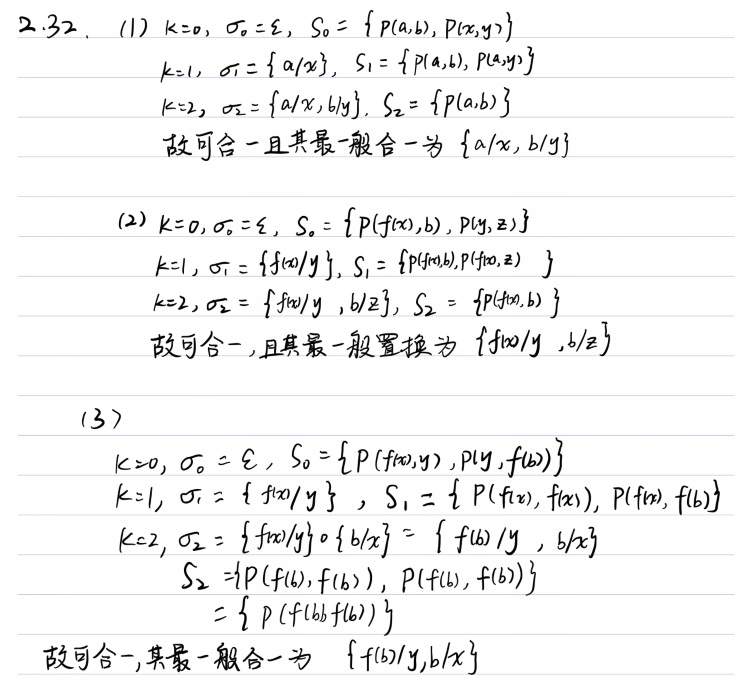 2.32. (1) k=0, σ₀=ε, S₀={P(a,b), P(x,y)}
k=1, σ₁={a/x}, S₁={P(a,b), P(a,y)}
k=2, σ₂={a/x, b/y}. S₂={P(a,b)}
故可合一且其最一般合一为 {a/x, b/y}
(2) k=0, σ₀=ε, S₀={P(f(x),b), P(y,z)}
k=1, σ₁={f(x)/y}, S₁={P(f(x),b), P(f(x),z) }
k=2, σ₂={f(x)/y , b/z}, S₂={P(f(x),b)}
故可合一,且其最一般置换为 {f(x)/y , b/z}
(3)
k=0, σ₀=ε, S₀={P(f(x),y), P(y,f(b))}
k=1, σ₁={f(x)/y} , S₁={P(f(x),f(x)), P(f(x),f(b)}
k=2, σ₂={f(x)/y}∘{b/x}={f(b)/y , b/x}
S₂={P(f(b),f(b)), P(f(b),f(b))}
={P(f(b),f(b))}
故可合一,其最一般合一为 {f(b)/y,b/x}